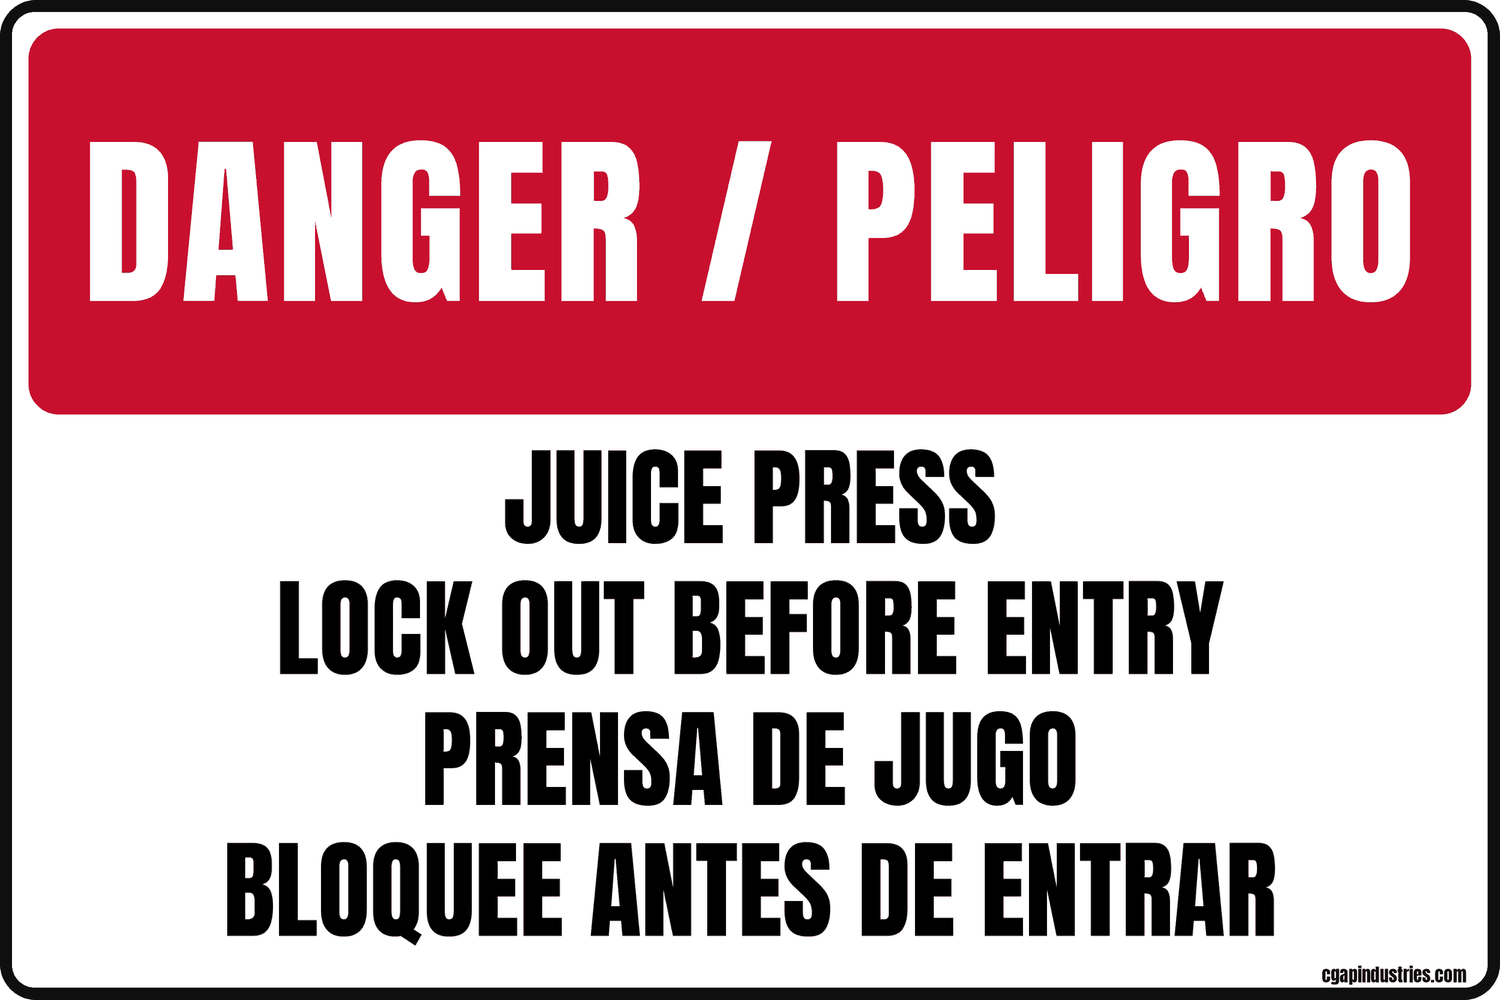 DANGER / PELIGRO
JUICE PRESS
LOCK OUT BEFORE ENTRY
PRENSA DE JUGO
BLOQUEE ANTES DE ENTRAR
cgapindustries.com